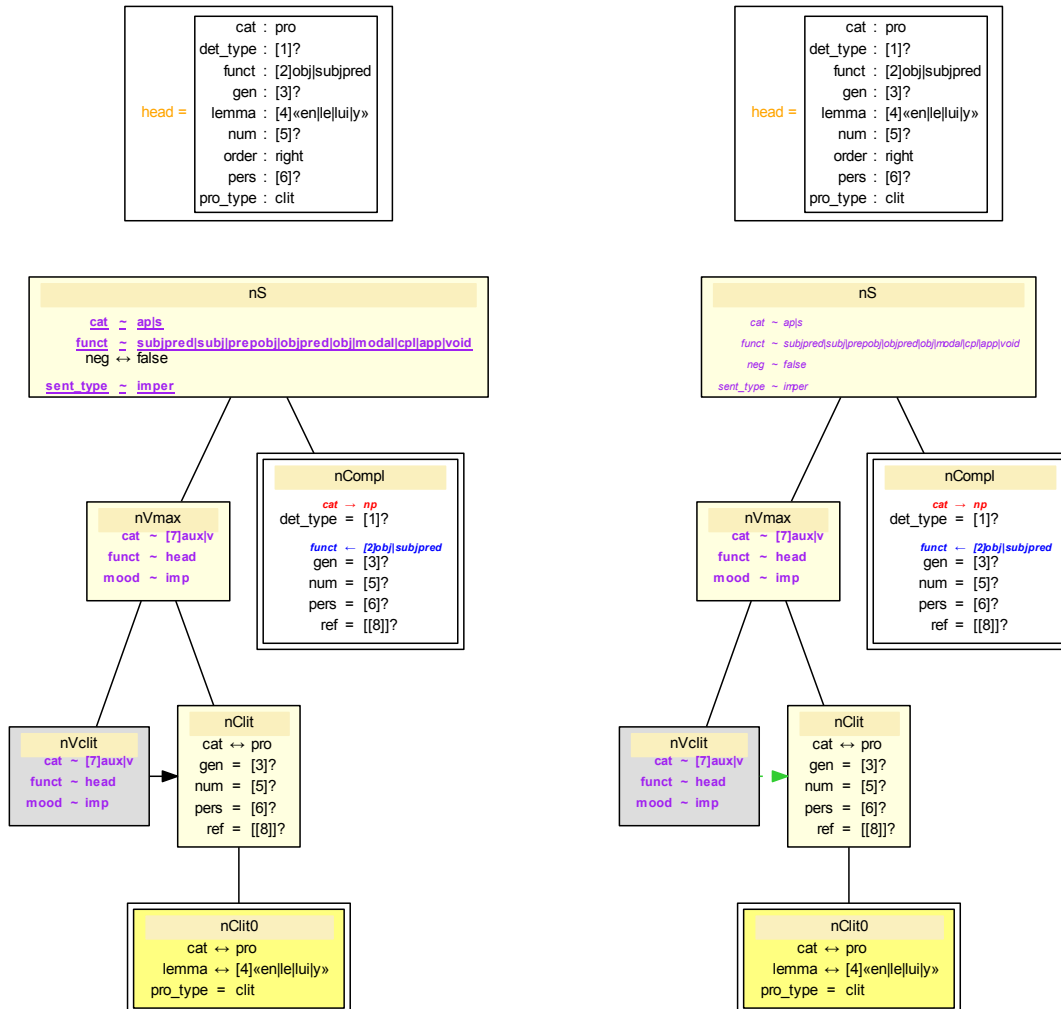 cat : pro
det_type : [1]?
funct : [2]obj|subjpred
gen : [3]?
head =
lemma : [4]«en|le|lui|y»
num : [5]?
order : right
pers : [6]?
pro_type : clit
nS
cat ~ ap|s
funct ~ subjpred|subj|prepobj|objpred|obj|modal|cpl|app|void
neg ↔ false
sent_type ~ imper
nCompl
cat → np
det_type = [1]?
funct ← [2]obj|subjpred
gen = [3]?
num = [5]?
pers = [6]?
ref = [[8]]?
nVmax
cat ~ [7]aux|v
funct ~ head
mood ~ imp
nVclit
cat ~ [7]aux|v
funct ~ head
mood ~ imp
nClit
cat ↔ pro
gen = [3]?
num = [5]?
pers = [6]?
ref = [[8]]?
nClit0
cat ↔ pro
lemma ↔ [4]«en|le|lui|y»
pro_type = clit
cat : pro
det_type : [1]?
funct : [2]obj|subjpred
gen : [3]?
head =
lemma : [4]«en|le|lui|y»
num : [5]?
order : right
pers : [6]?
pro_type : clit
nS
cat ~ ap|s
funct ~ subjpred|subj|prepobj|objpred|obj|modal|cpl|app|void
neg ~ false
sent_type ~ imper
nCompl
cat → np
det_type = [1]?
funct ← [2]obj|subjpred
gen = [3]?
num = [5]?
pers = [6]?
ref = [[8]]?
nVmax
cat ~ [7]aux|v
funct ~ head
mood ~ imp
nVclit
cat ~ [7]aux|v
funct ~ head
mood ~ imp
nClit
cat ↔ pro
gen = [3]?
num = [5]?
pers = [6]?
ref = [[8]]?
nClit0
cat ↔ pro
lemma ↔ [4]«en|le|lui|y»
pro_type = clit